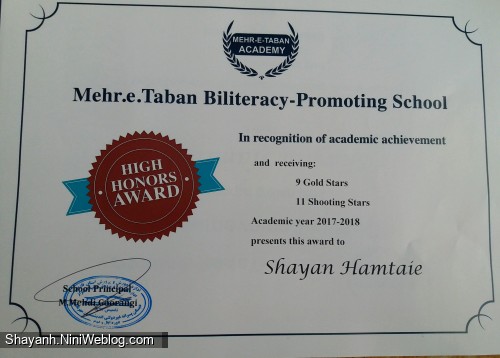 MEHR-E-TABAN
ACADEMY
Mehr.e.Taban Biliteracy-Promoting School
In recognition of academic achievement
and receiving:
9 Gold Stars
11 Shooting Stars
Academic year 2017-2018
presents this award to
Shayan Hamtaie
HIGH
HONORS
AWARD
School Principal
M.Mehdi
Shayanh.NiniWeblog.com